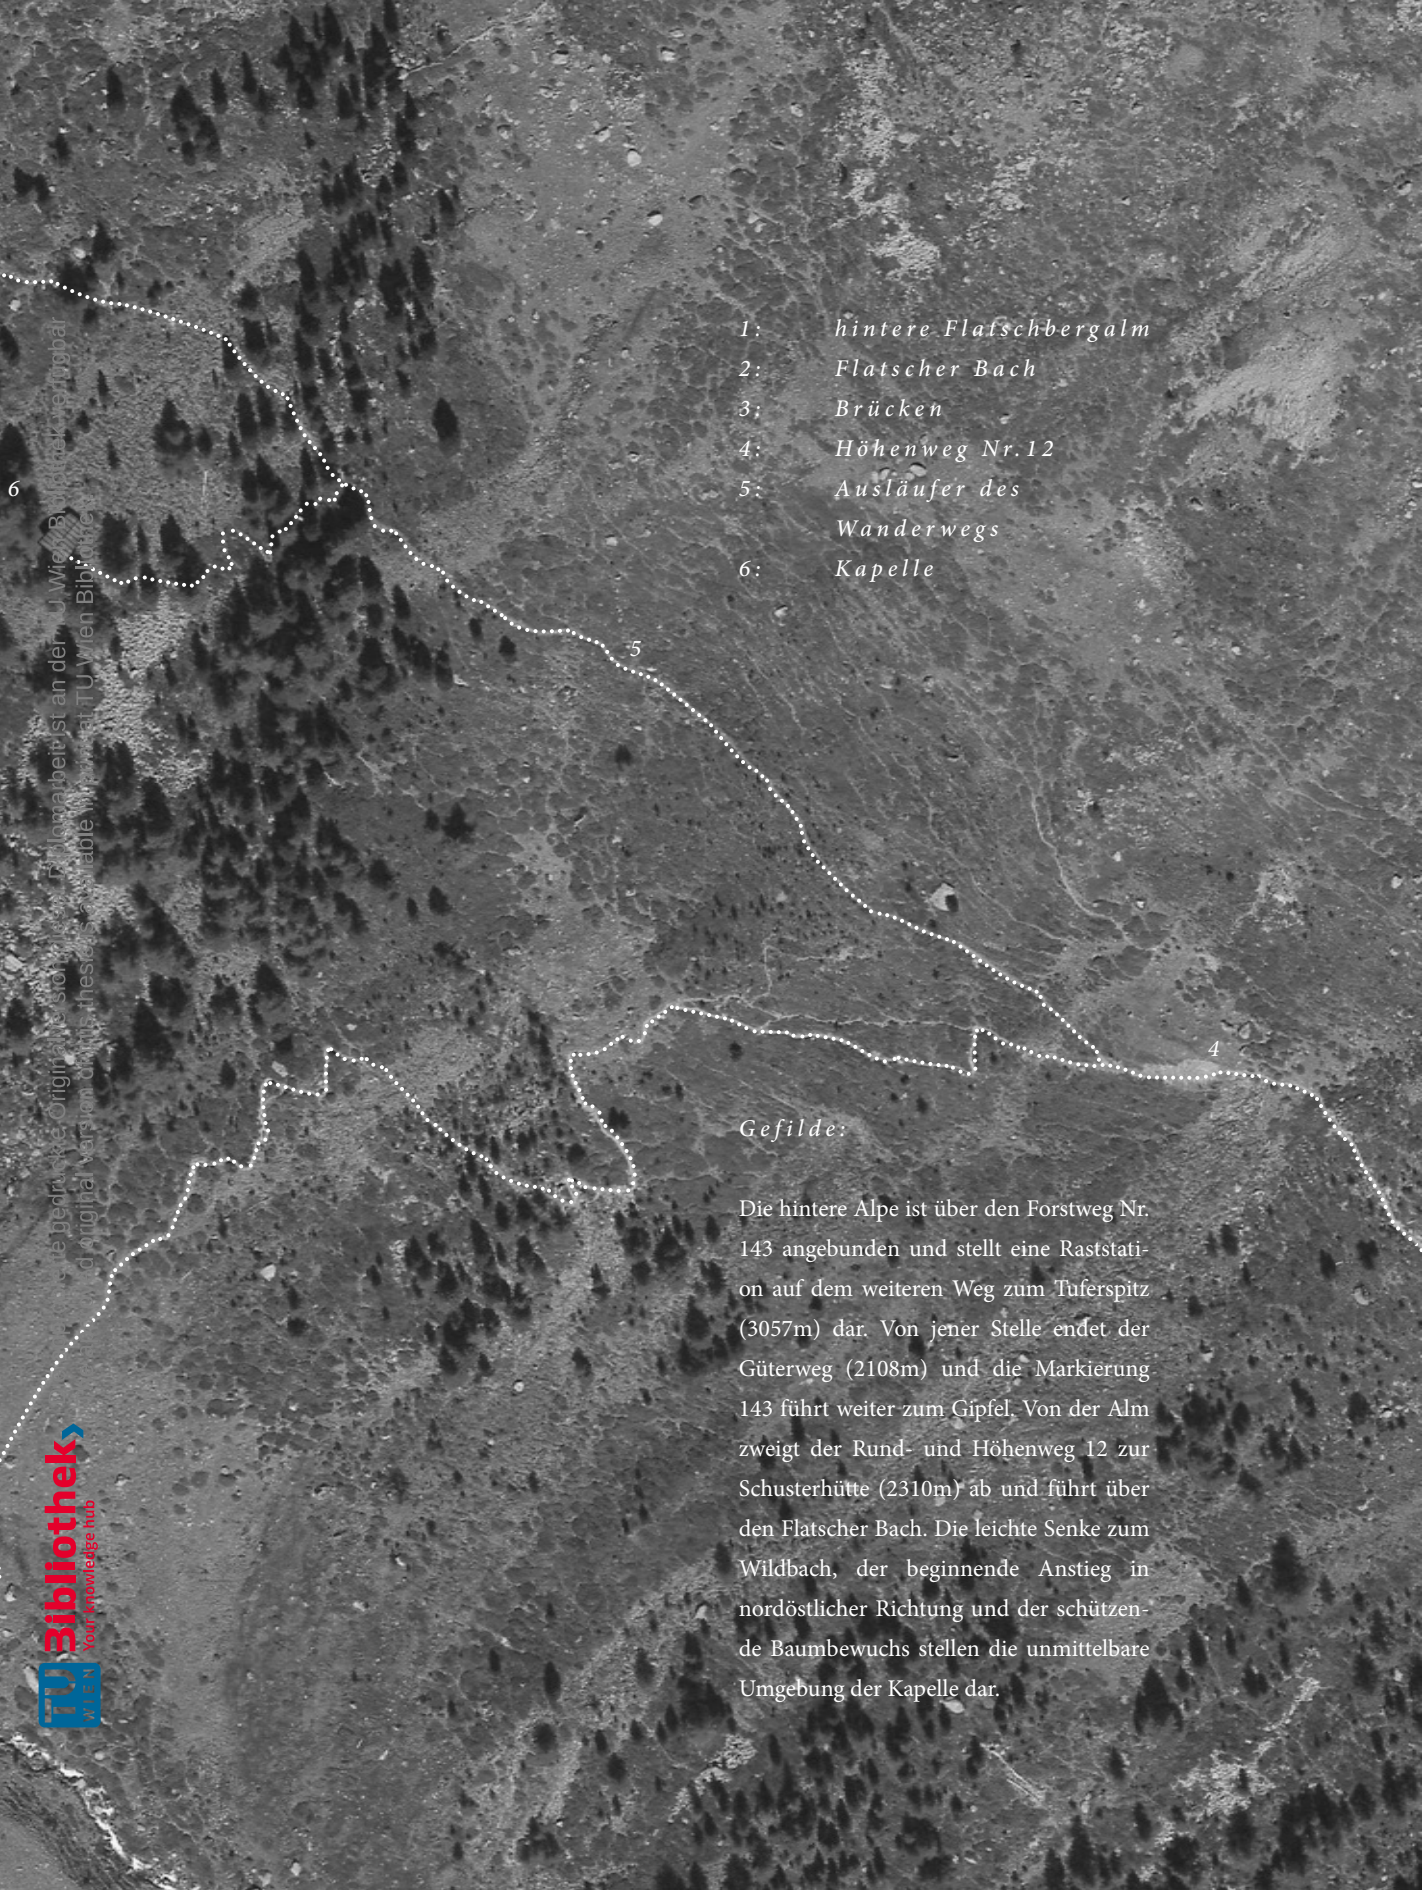 1: hintere Flatschbergalm
2: Flatscher Bach
3: Brücken
4: Höhenweg Nr.12
5: Ausläufer des
Wanderwegs
6: Kapelle
6
5
4
Gefilde:
Die hintere Alpe ist über den Forstweg Nr.
143 angebunden und stellt eine Raststati-
on auf dem weiteren Weg zum Tuferspitz
(3057m) dar. Von jener Stelle endet der
Güterweg (2108m) und die Markierung
143 führt weiter zum Gipfel. Von der Alm
zweigt der Rund- und Höhenweg 12 zur
Schusterhütte (2310m) ab und führt über
den Flatscher Bach. Die leichte Senke zum
Wildbach, der beginnende Anstieg in
nordöstlicher Richtung und der schützen-
de Baumbewuchs stellen die unmittelbare
Umgebung der Kapelle dar.
TU Bibliothek
WIEN Your knowledge hub